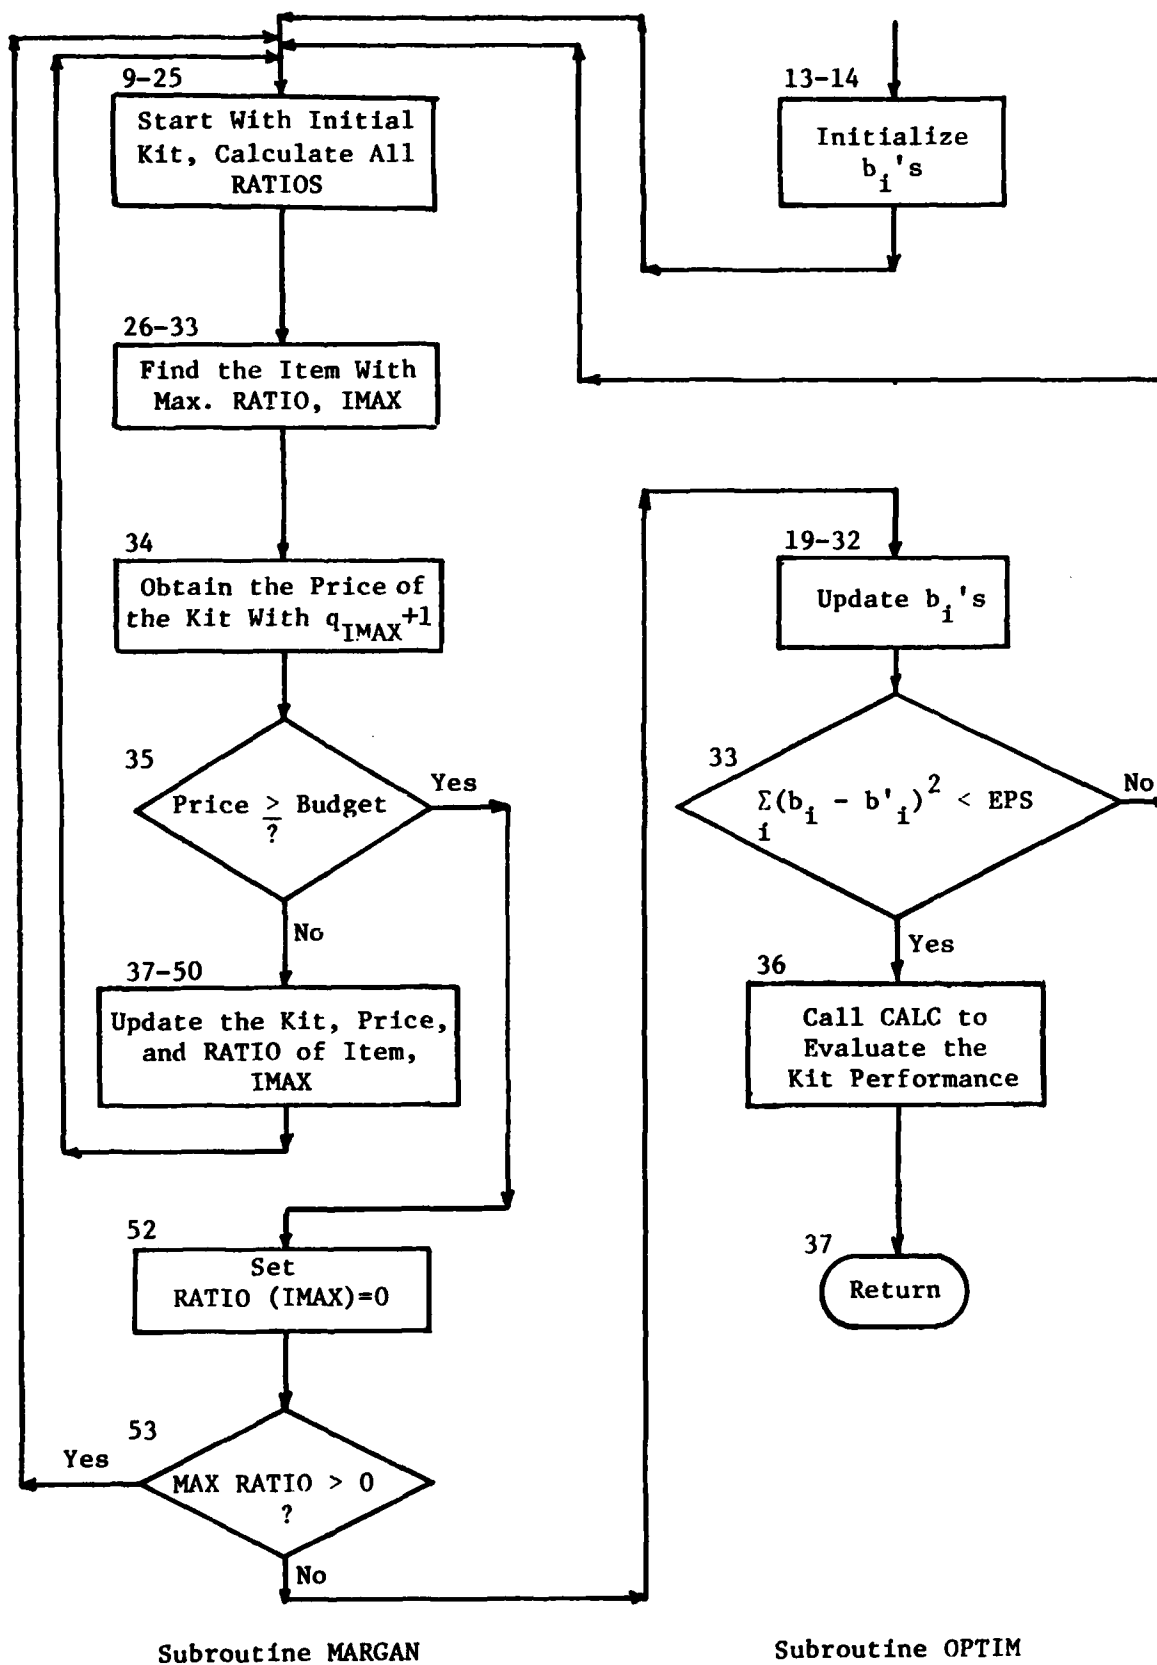 9-25
Start With Initial
Kit, Calculate All
RATIOS
26-33
Find the Item With
Max. RATIO, IMAX
34
Obtain the Price of
the Kit With q_IMAX+1
35
Price ≥ Budget
?
Yes
No
37-50
Update the Kit, Price,
and RATIO of Item,
IMAX
52
Set
RATIO (IMAX)=0
53
Yes
MAX RATIO > 0
?
No
Subroutine MARGAN
13-14
Initialize
b_i's
19-32
Update b_i's
33
Σ_i(b_i - b'_i)² < EPS
No
Yes
36
Call CALC to
Evaluate the
Kit Performance
37
Return
Subroutine OPTIM